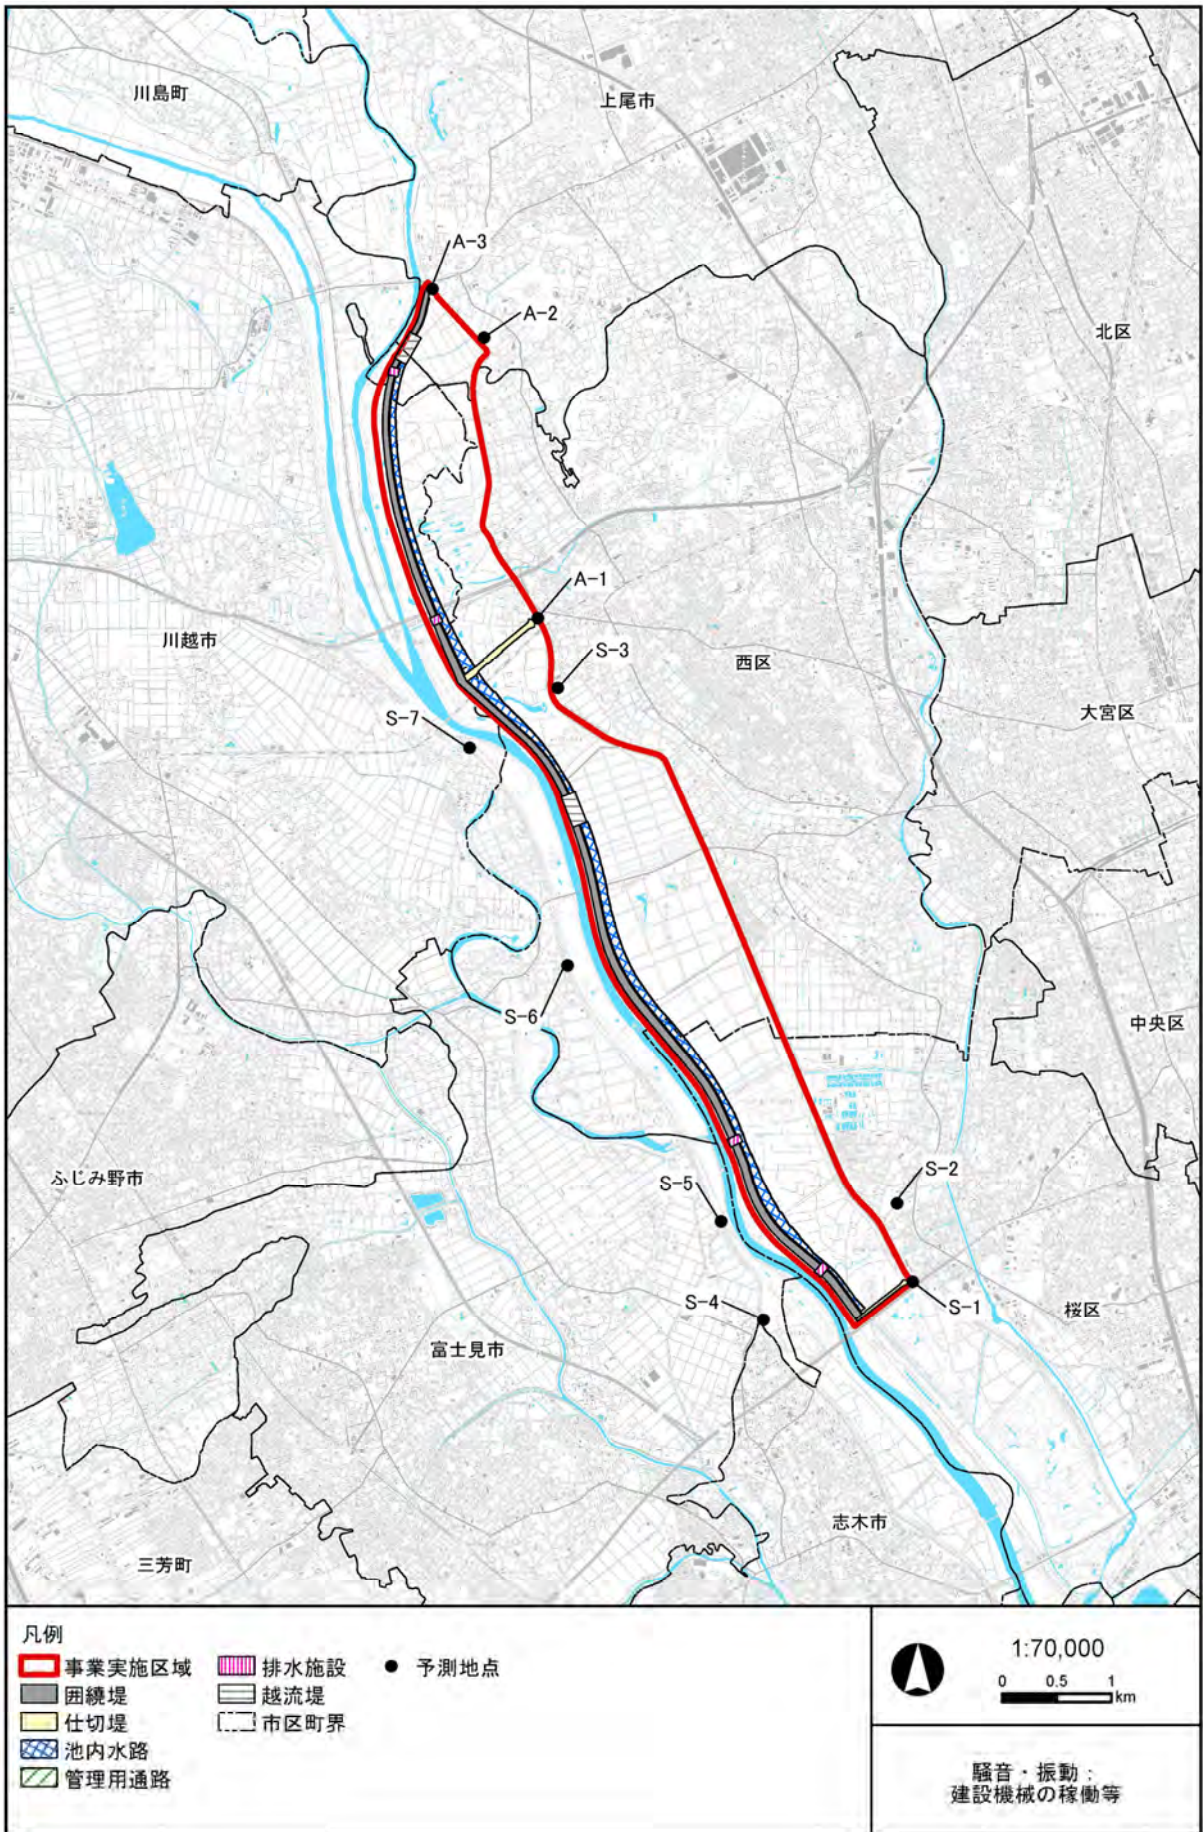 川島町
上尾市
A-3
A-2
北区
A-1
川越市
S-3
西区
大宮区
S-7
S-6
中央区
ふじみ野市
S-2
S-5
S-1
S-4
桜区
富士見市
志木市
三芳町
凡例
事業実施区域
排水施設
予測地点
囲繞堤
越流堤
仕切堤
市区町界
池内水路
管理用通路
1:70,000
0 0.5 1
km
騒音・振動：
建設機械の稼働等